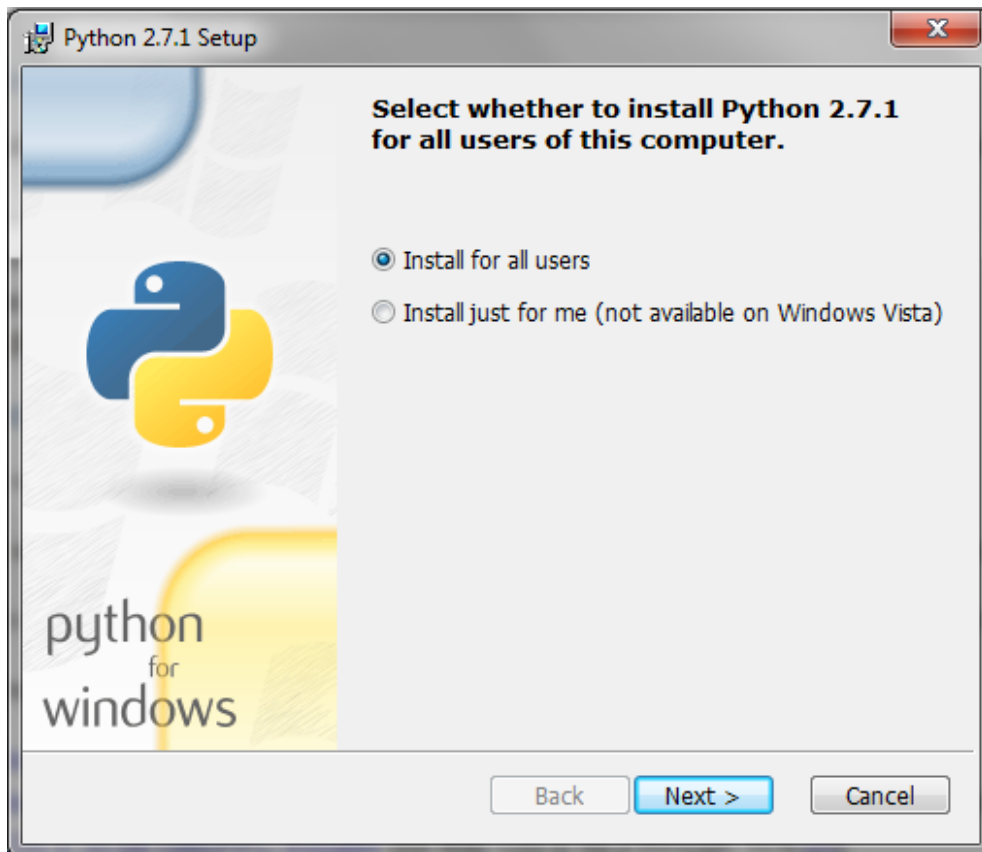 Python 2.7.1 Setup
Select whether to install Python 2.7.1
for all users of this computer.
Install for all users
Install just for me (not available on Windows Vista)
python
for
windows
Back
Next >
Cancel